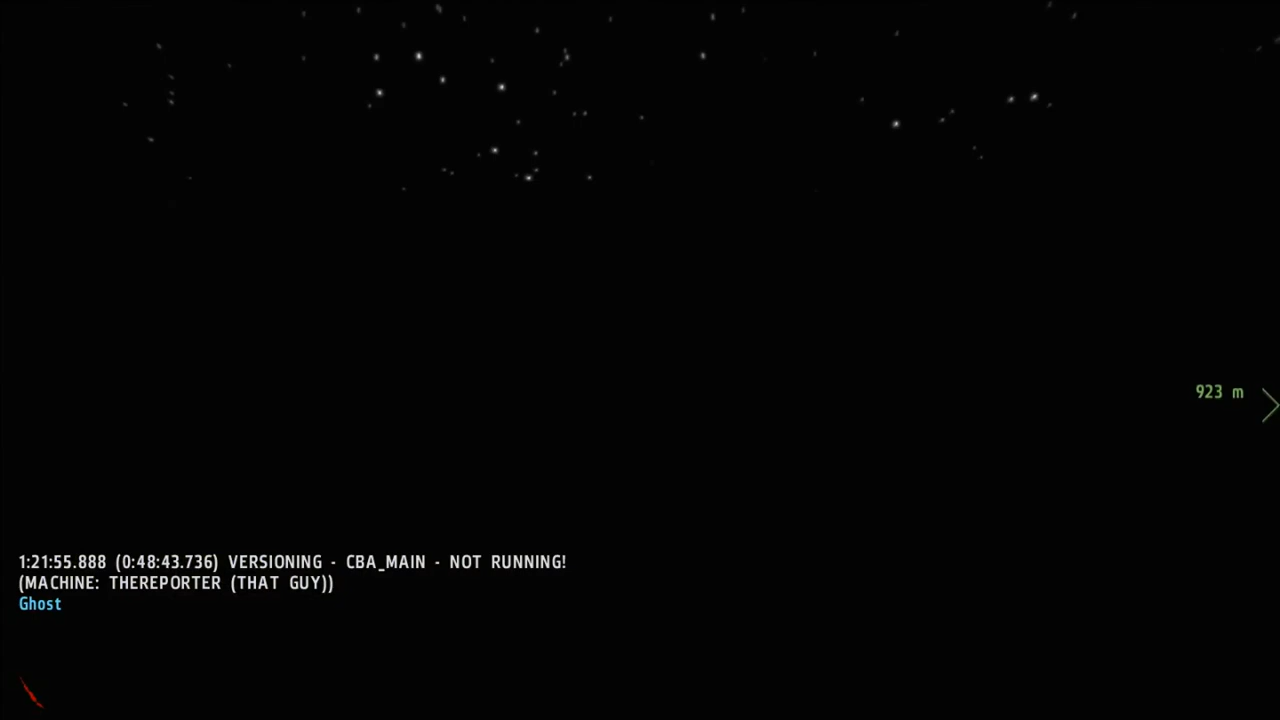 923 m
1:21:55.888 (0:48:43.736) VERSIONING - CBA_MAIN - NOT RUNNING!
(MACHINE: THEREPORTER (THAT GUY))
Ghost